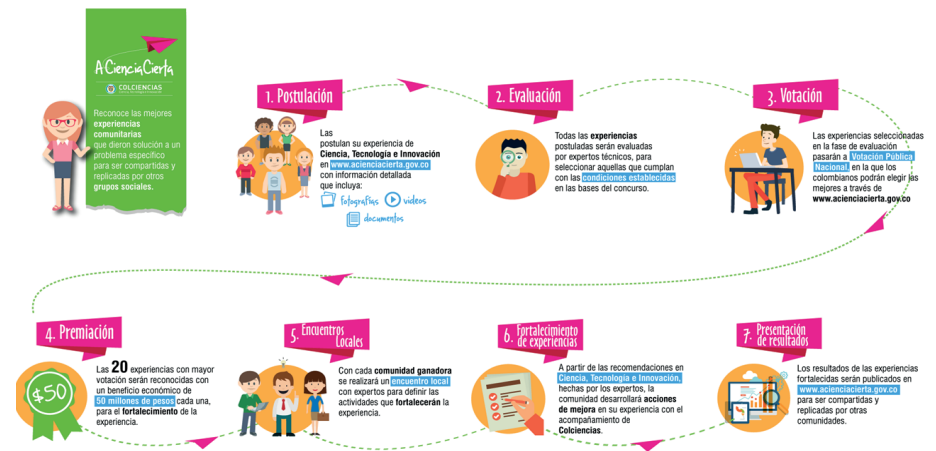 A Ciencia Cierta
COLCIENCIAS
Reconoce las mejores
experiencias
comunitarias
que dieron solución a un
problema específico
para ser compartidas y
replicadas por otros
grupos sociales.
1. Postulación
Las
postulan su experiencia de
Ciencia, Tecnología e Innovación
en www.acienciacierta.gov.co
con información detallada
que incluya:
fotografías videos
documentos
2. Evaluación
Todas las experiencias
postuladas serán evaluadas
por expertos técnicos, para
seleccionar aquellas que cumplan
con las condiciones establecidas
en las bases del concurso.
3. Votación
Las experiencias seleccionadas
en la fase de evaluación
pasarán a Votación Pública
Nacional, en la que los
colombianos podrán elegir las
mejores a través de
www.acienciacierta.gov.co
4. Premiación
$50
Las 20 experiencias con mayor
votación serán reconocidas con
un beneficio económico de
50 millones de pesos cada una,
para el fortalecimiento de la
experiencia.
5. Encuentros
Locales
Con cada comunidad ganadora
se realizará un encuentro local
con expertos para definir las
actividades que fortalecerán la
experiencia.
6. Fortalecimiento
de experiencias
A partir de las recomendaciones en
Ciencia, Tecnología e Innovación,
hechas por los expertos, la
comunidad desarrollará acciones
de mejora en su experiencia con el
acompañamiento de
Colciencias.
7. Presentación
de resultados
Los resultados de las experiencias
fortalecidas serán publicados en
www.acienciacierta.gov.co
para ser compartidas y
replicadas por otras
comunidades.